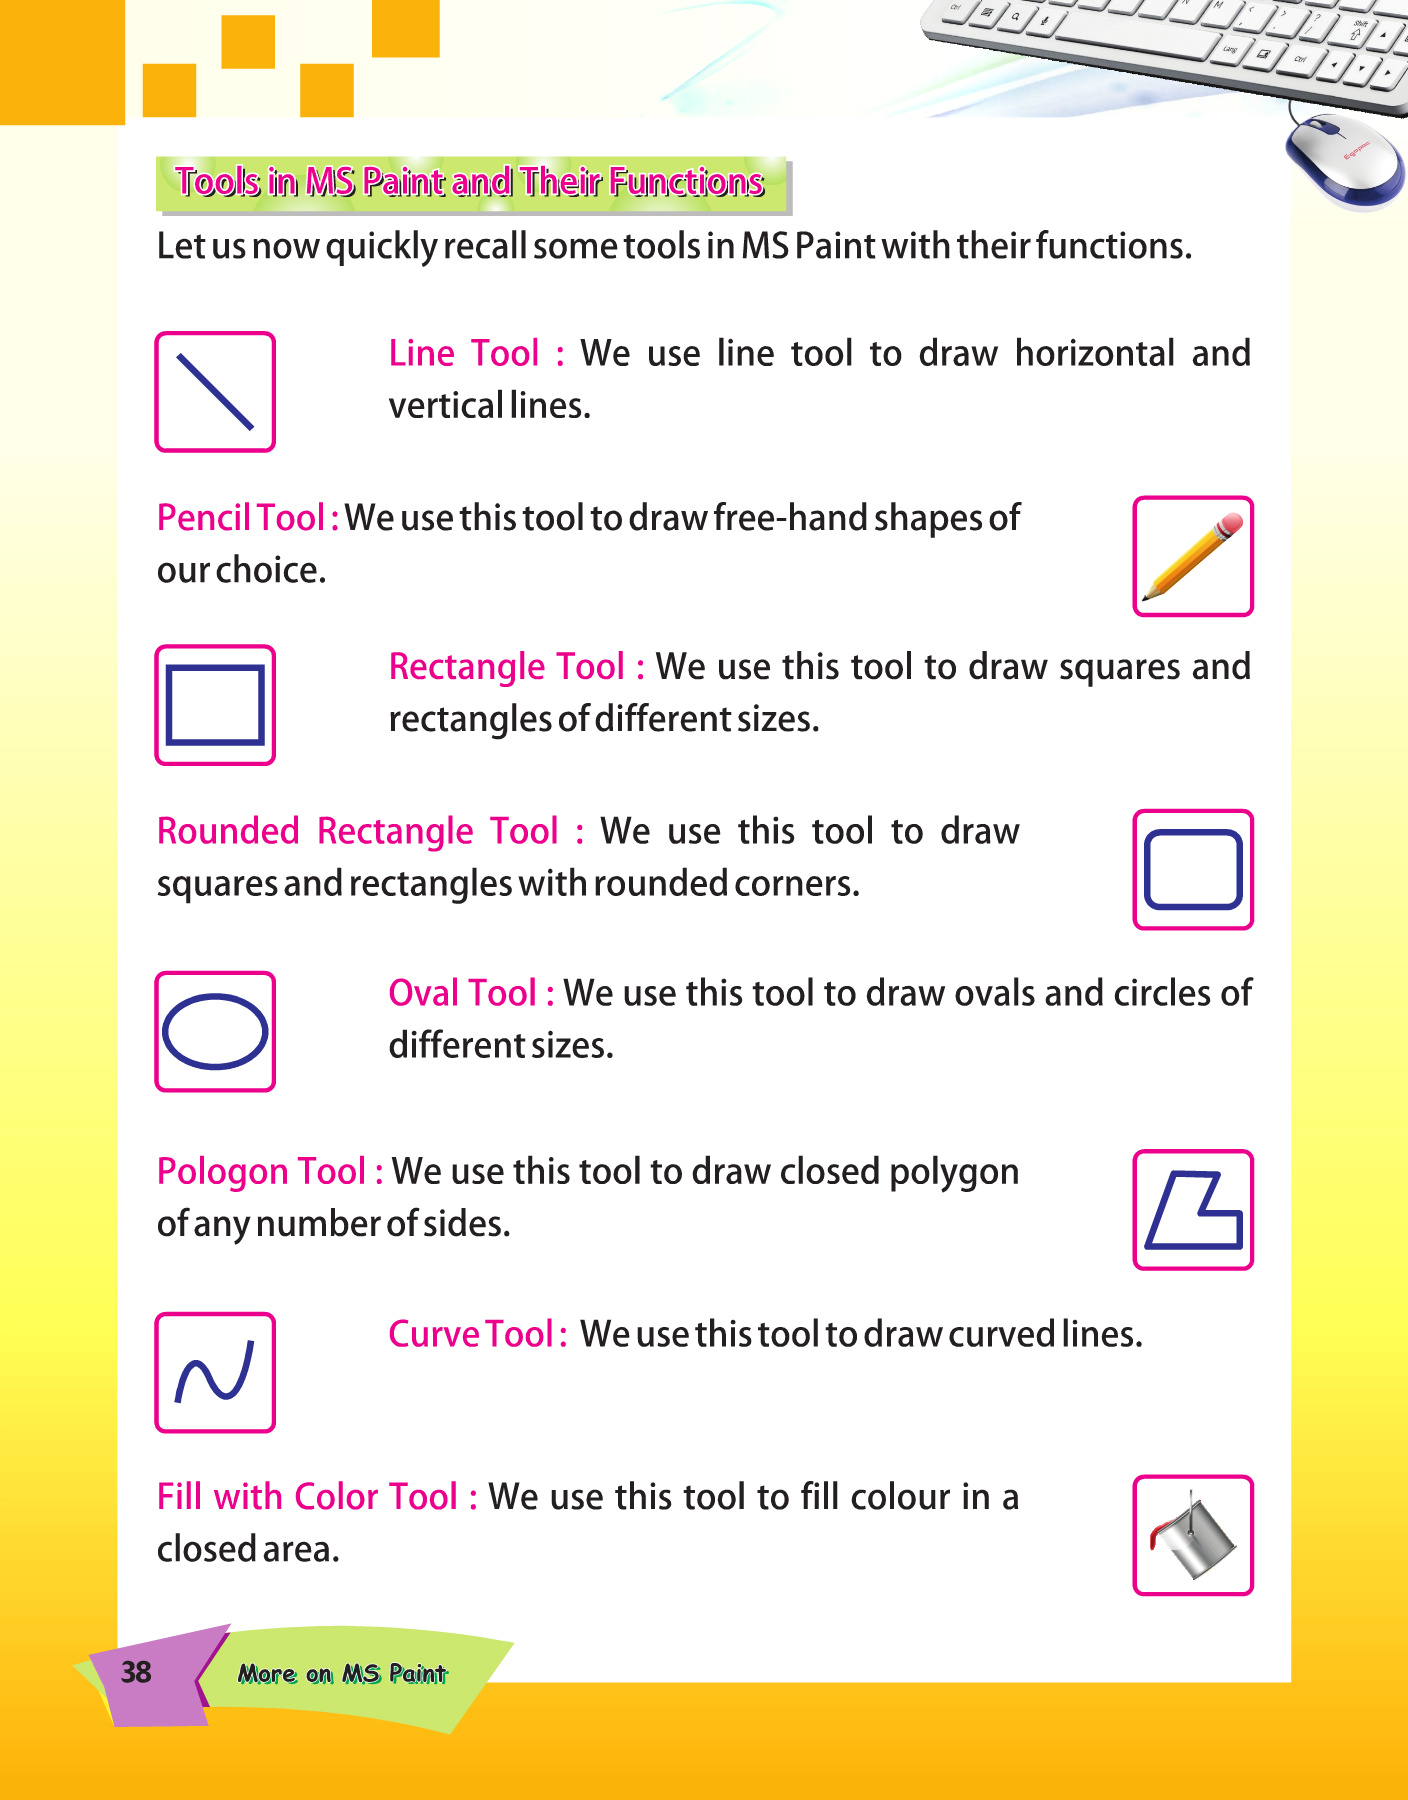 Tools in MS Paint and Their Functions
Let us now quickly recall some tools in MS Paint with their functions.
Line Tool : We use line tool to draw horizontal and
vertical lines.
Pencil Tool : We use this tool to draw free-hand shapes of
our choice.
Rectangle Tool : We use this tool to draw squares and
rectangles of different sizes.
Rounded Rectangle Tool : We use this tool to draw
squares and rectangles with rounded corners.
Oval Tool : We use this tool to draw ovals and circles of
different sizes.
Pologon Tool : We use this tool to draw closed polygon
of any number of sides.
Curve Tool : We use this tool to draw curved lines.
Fill with Color Tool : We use this tool to fill colour in a
closed area.
38 More on MS Paint